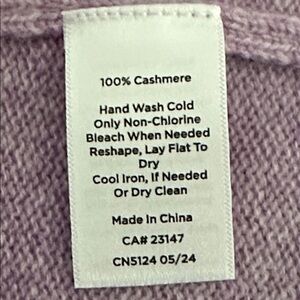 100% Cashmere
Hand Wash Cold
Only Non-Chlorine
Bleach When Needed
Reshape, Lay Flat To
Dry
Cool Iron, If Needed
Or Dry Clean
Made In China
CA# 23147
CN5124 05/24